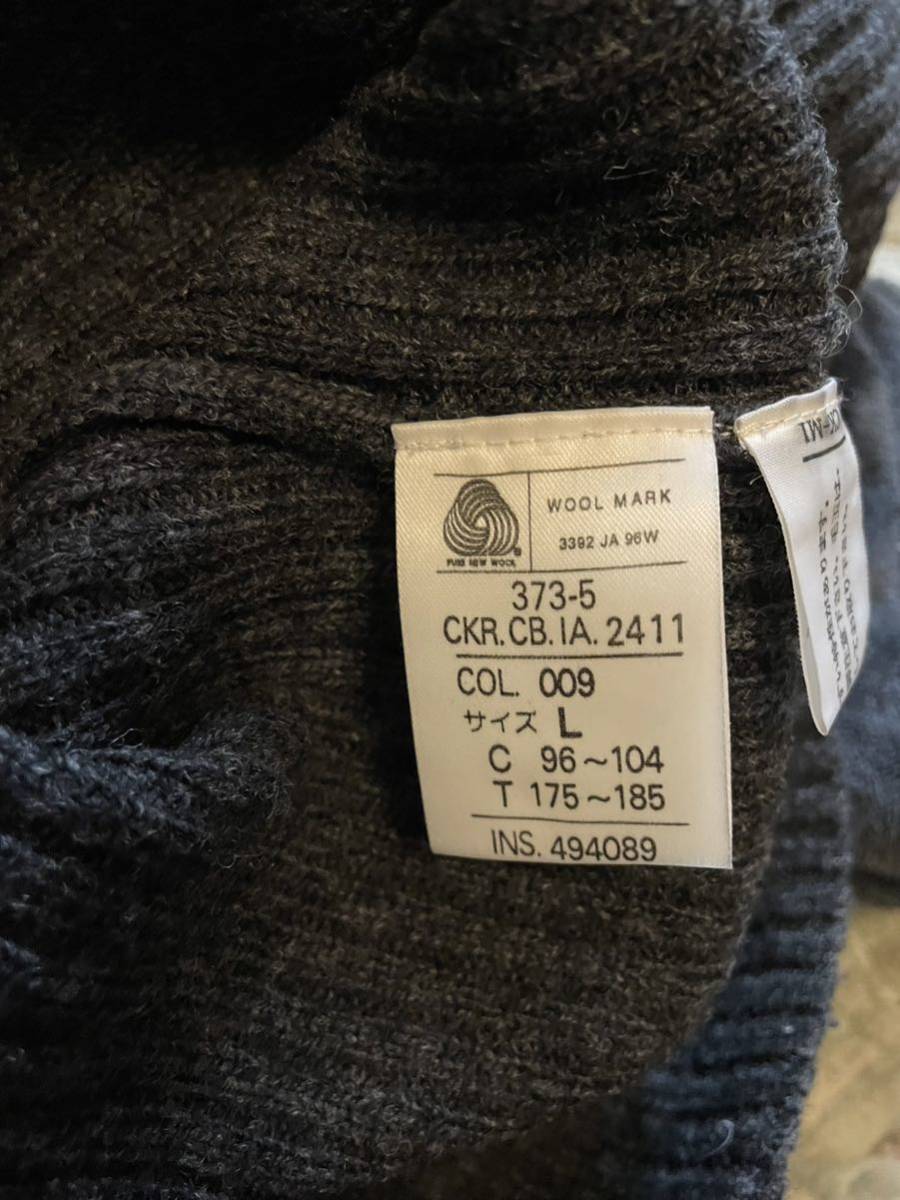 WOOL MARK
3392 JA 96W
PURE NEW WOOL
373-5
CKR.CB.IA.2411
COL. 009
サイズ L
C 96～104
T 175～185
INS. 494089